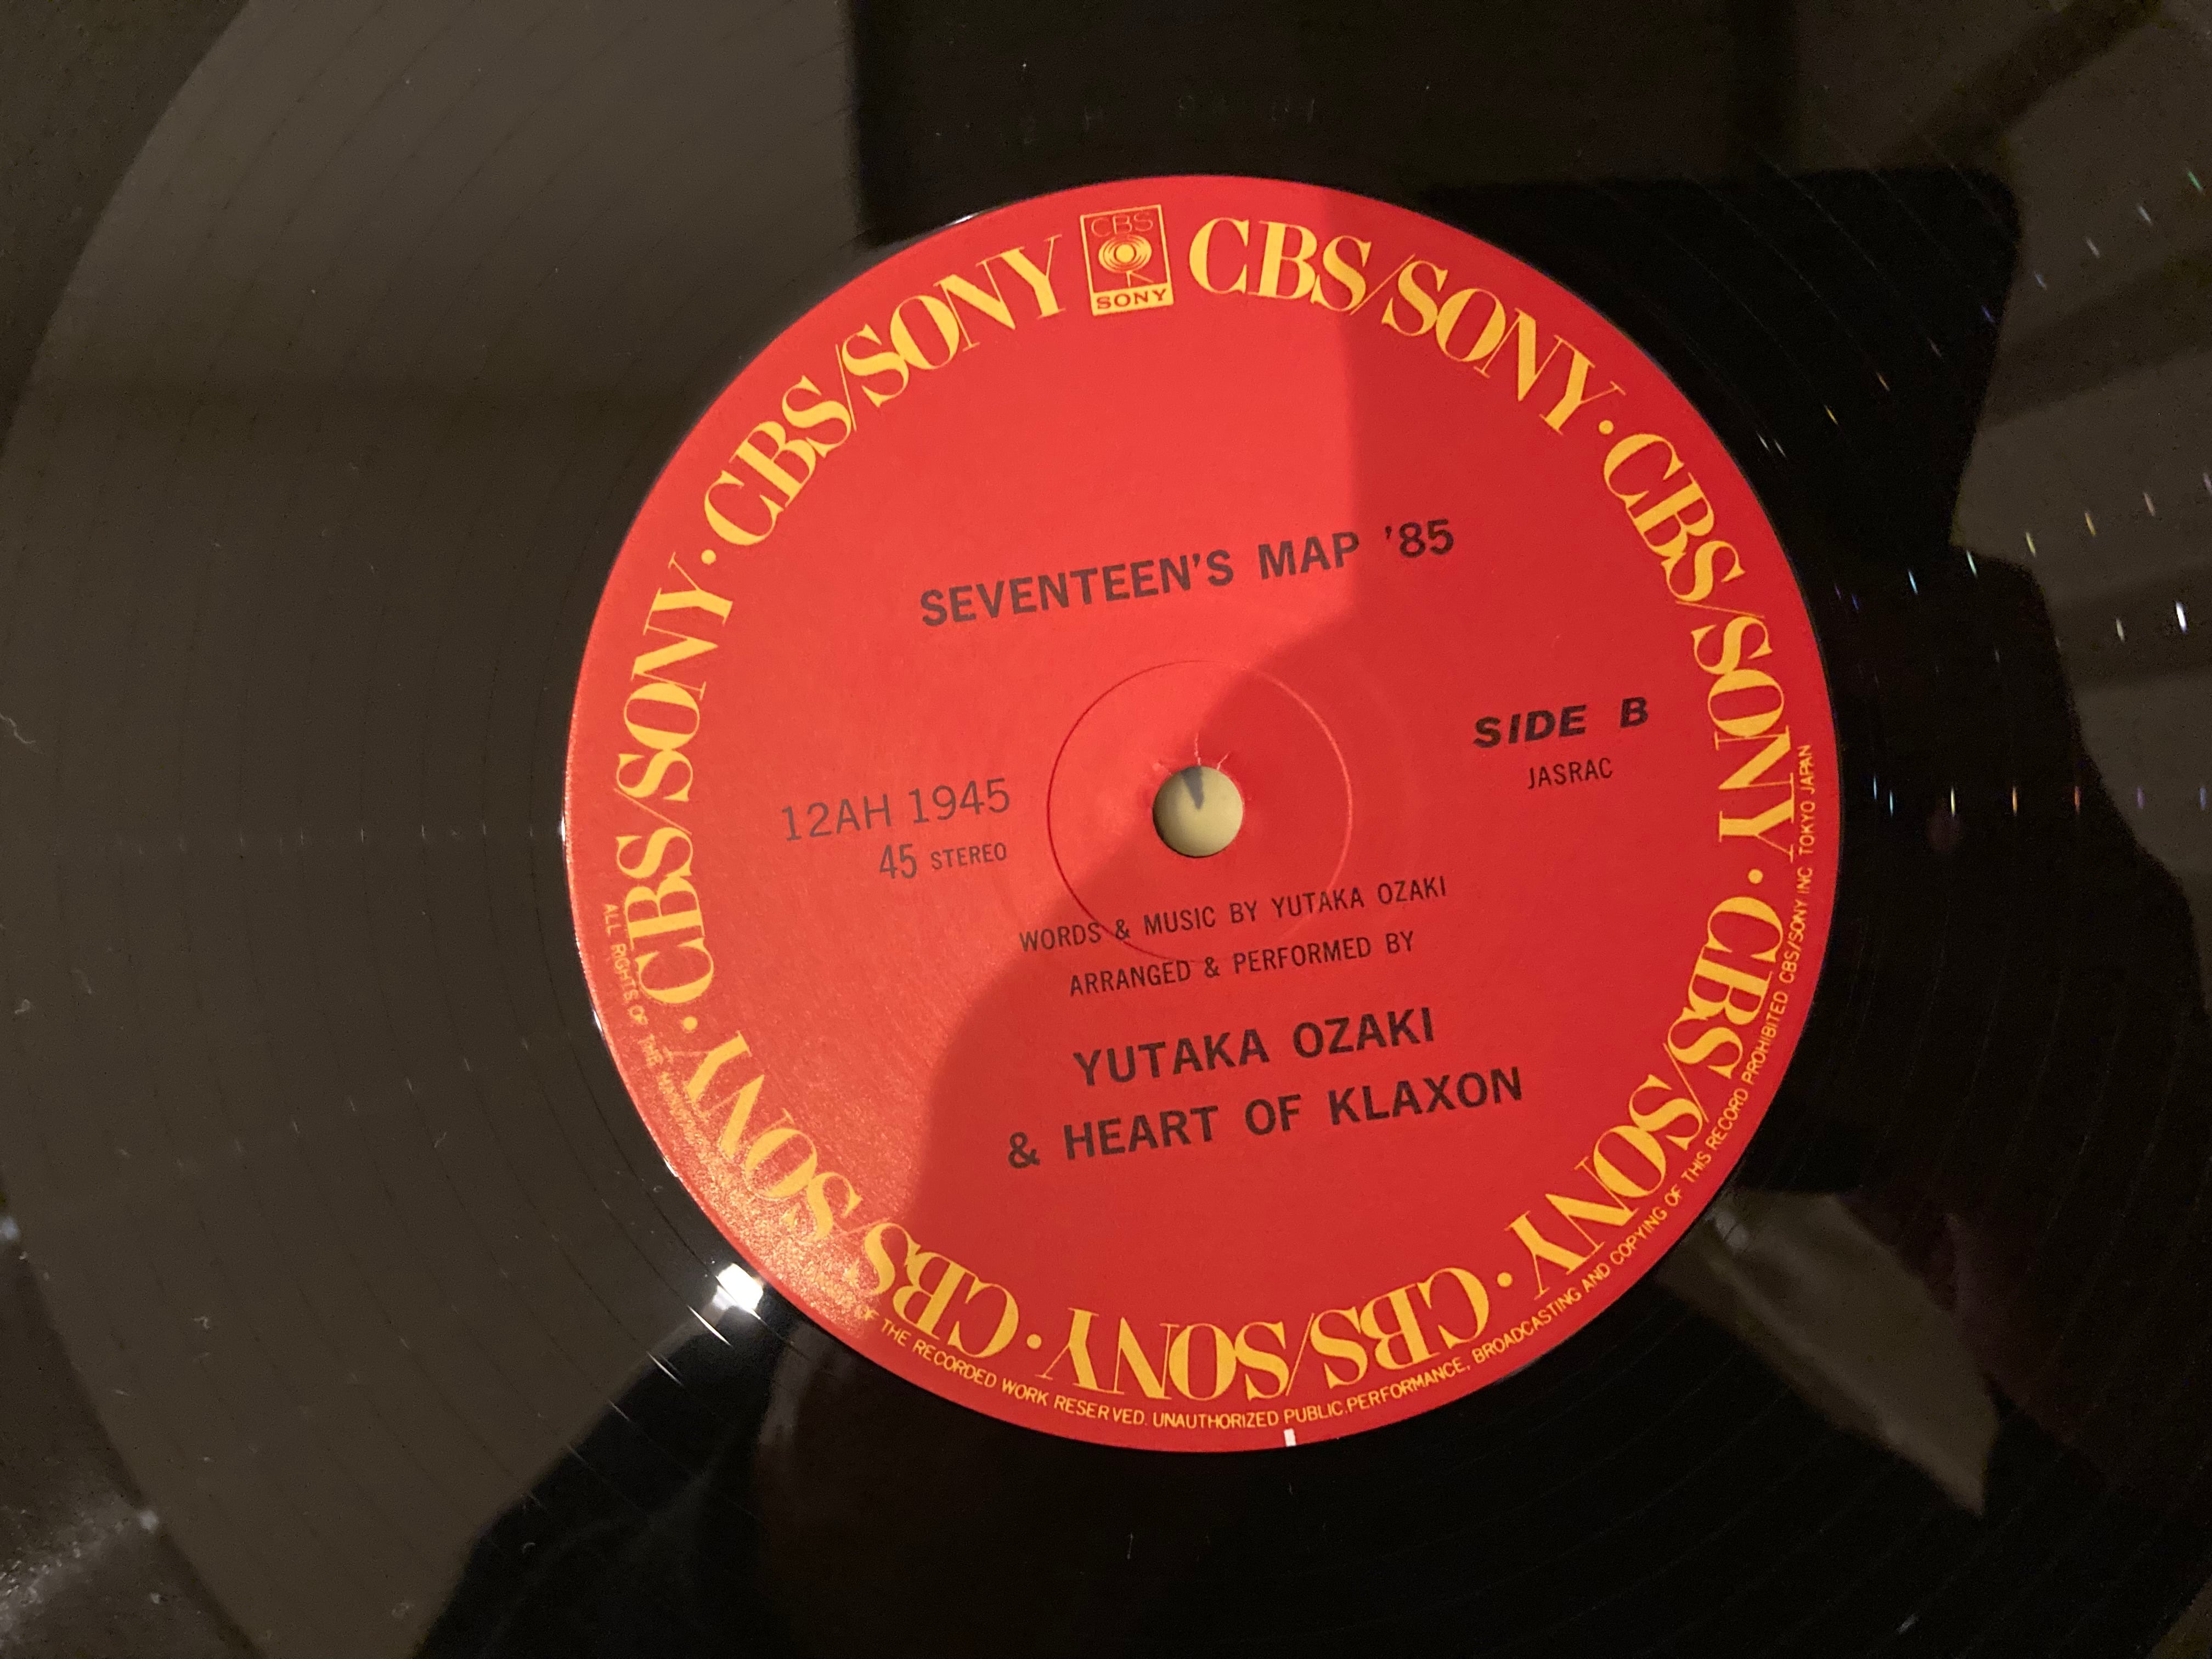 CBS
SONY
CBS/SONY · CBS/SONY · CBS/SONY · CBS/SONY · CBS/SONY · CBS/SONY · CBS/SONY
SEVENTEEN'S MAP '85
SIDE B
JASRAC
12AH 1945
45 STEREO
WORDS & MUSIC BY YUTAKA OZAKI
ARRANGED & PERFORMED BY
YUTAKA OZAKI
& HEART OF KLAXON
ALL RIGHTS OF THE OF THE RECORDED WORK RESERVED. UNAUTHORIZED PUBLIC.PERFORMANCE, BROADCASTING AND COPYING OF THIS RECORD PROHIBITED CBS/SONY INC TOKYO JAPAN